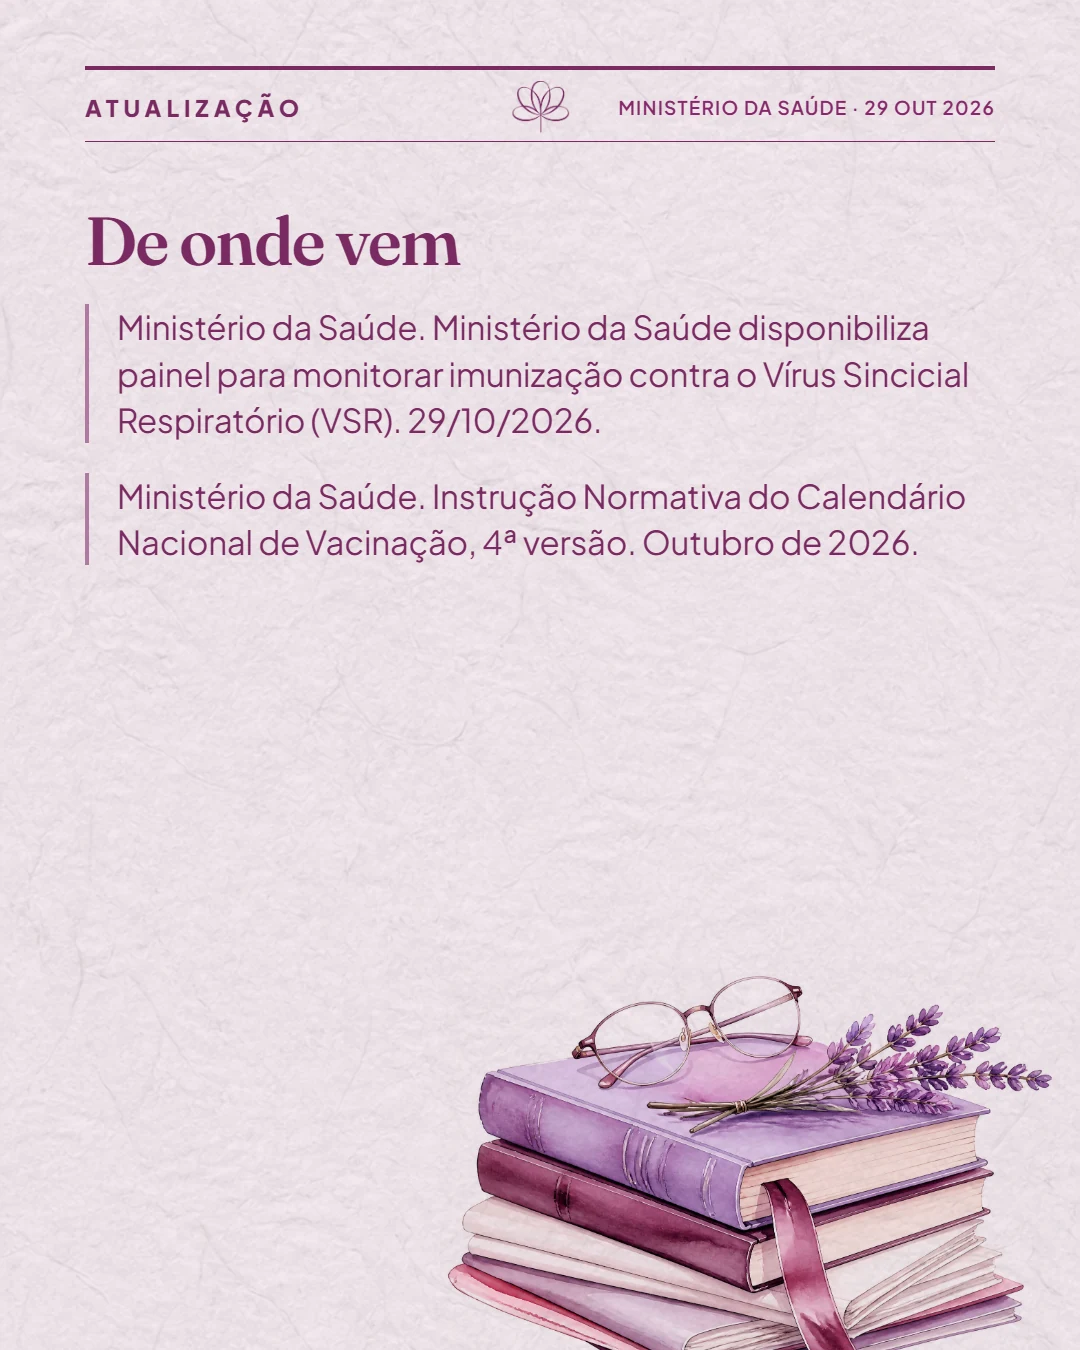 ATUALIZAÇÃO
MINISTÉRIO DA SAÚDE · 29 OUT 2026
De onde vem
Ministério da Saúde. Ministério da Saúde disponibiliza
painel para monitorar imunização contra o Vírus Sincicial
Respiratório (VSR). 29/10/2026.
Ministério da Saúde. Instrução Normativa do Calendário
Nacional de Vacinação, 4ª versão. Outubro de 2026.